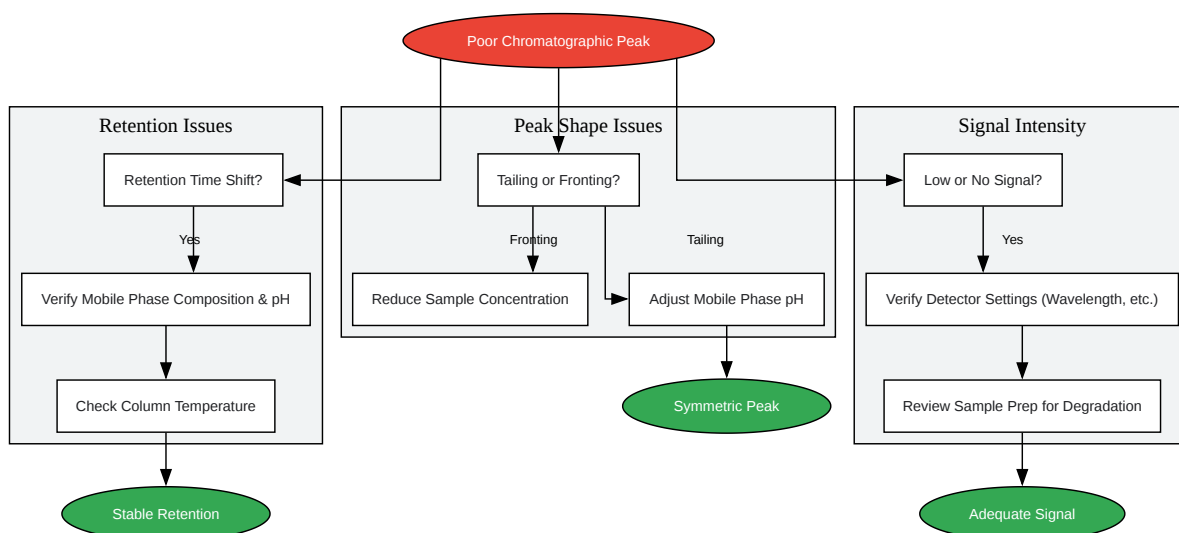 Poor Chromatographic Peak
Retention Issues
Peak Shape Issues
Signal Intensity
Retention Time Shift?
Tailing or Fronting?
Low or No Signal?
Yes
Fronting
Tailing
Yes
Verify Mobile Phase Composition & pH
Reduce Sample Concentration
Adjust Mobile Phase pH
Verify Detector Settings (Wavelength, etc.)
Check Column Temperature
Symmetric Peak
Review Sample Prep for Degradation
Stable Retention
Adequate Signal